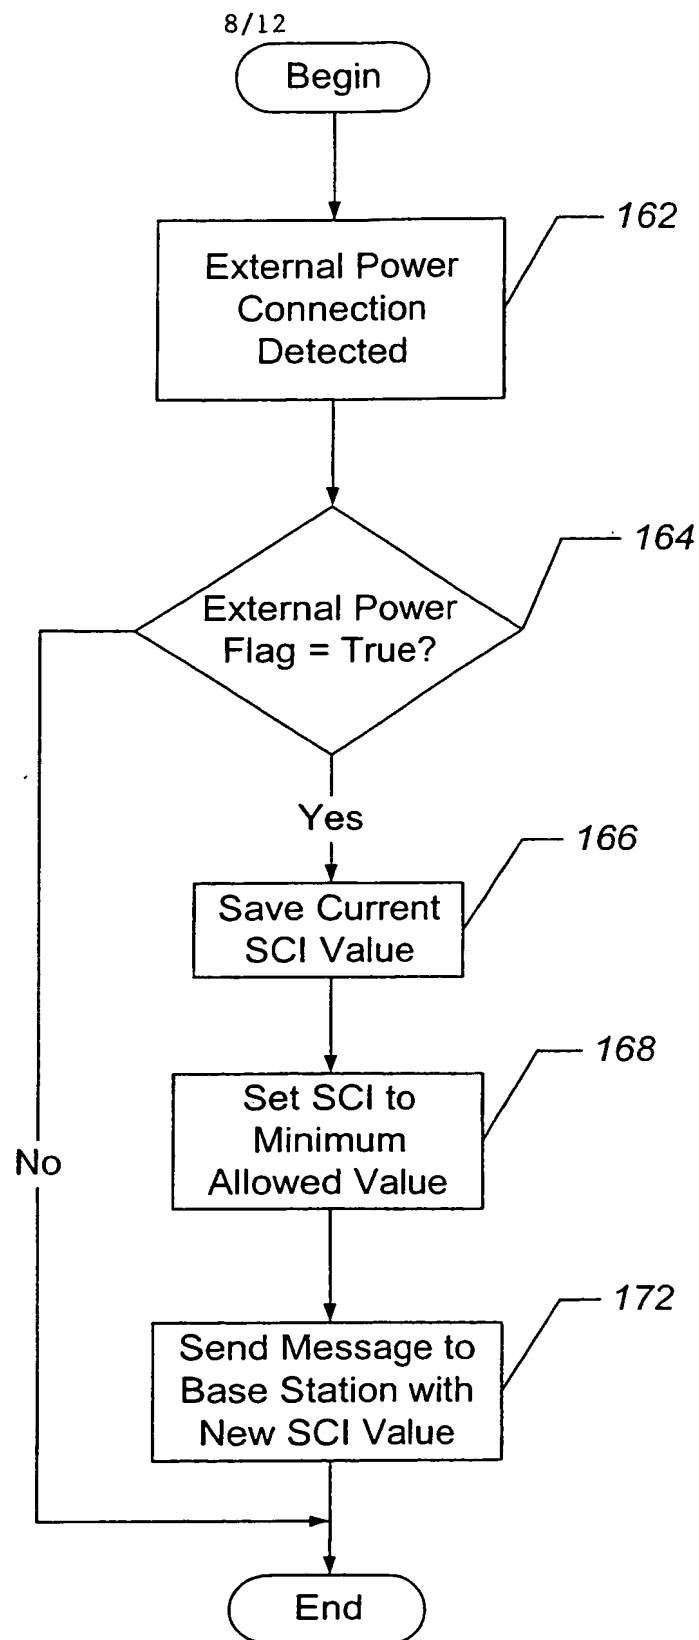 8/12
Begin
162
External Power
Connection
Detected
164
External Power
Flag = True?
Yes
166
Save Current
SCI Value
168
Set SCI to
Minimum
Allowed Value
No
172
Send Message to
Base Station with
New SCI Value
End